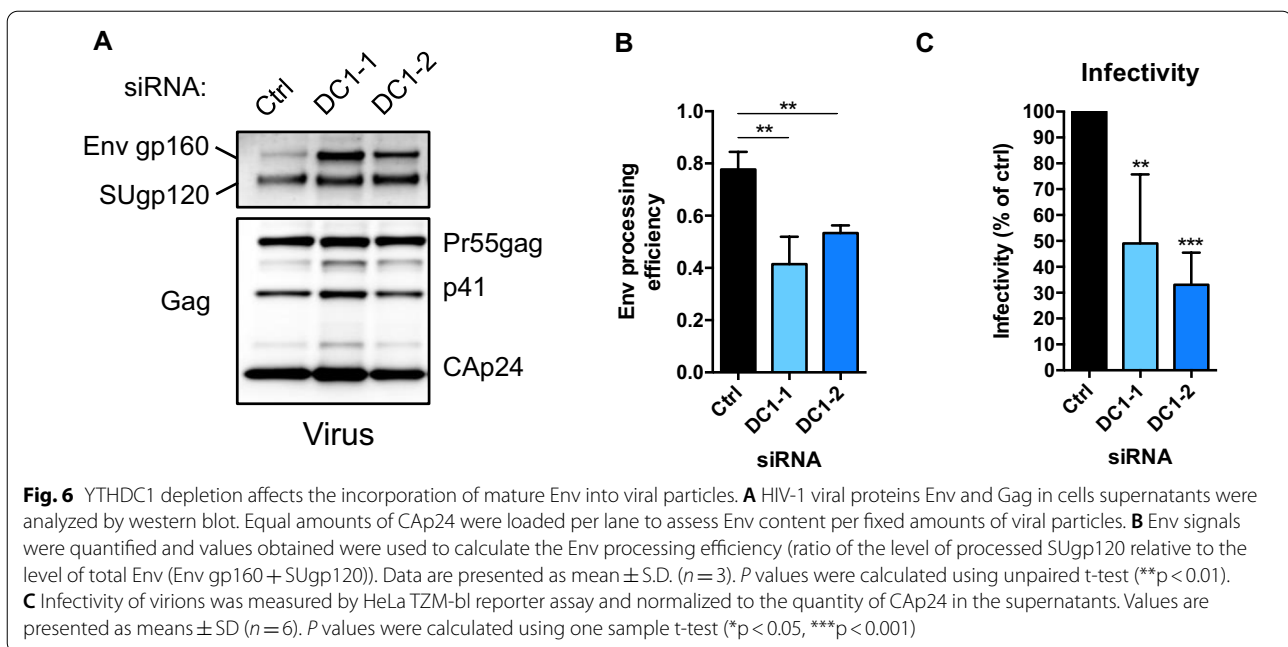 A
siRNA:
Ctrl
DC1-1
DC1-2
Env gp160
SUgp120
Gag
Pr55gag
p41
CAp24
Virus
B
Env processing
efficiency
1.0
0.8
0.6
0.4
0.2
0.0
**
**
Ctrl
DC1-1
DC1-2
siRNA
C
Infectivity
Infectivity (% of ctrl)
100
90
80
70
60
50
40
30
20
10
0
**
***
Ctrl
DC1-1
DC1-2
siRNA
Fig. 6 YTHDC1 depletion affects the incorporation of mature Env into viral particles. A HIV-1 viral proteins Env and Gag in cells supernatants were
analyzed by western blot. Equal amounts of CAp24 were loaded per lane to assess Env content per fixed amounts of viral particles. B Env signals
were quantified and values obtained were used to calculate the Env processing efficiency (ratio of the level of processed SUgp120 relative to the
level of total Env (Env gp160 + SUgp120)). Data are presented as mean ± S.D. (n = 3). P values were calculated using unpaired t-test (**p < 0.01).
C Infectivity of virions was measured by HeLa TZM-bl reporter assay and normalized to the quantity of CAp24 in the supernatants. Values are
presented as means ± SD (n = 6). P values were calculated using one sample t-test (*p < 0.05, ***p < 0.001)